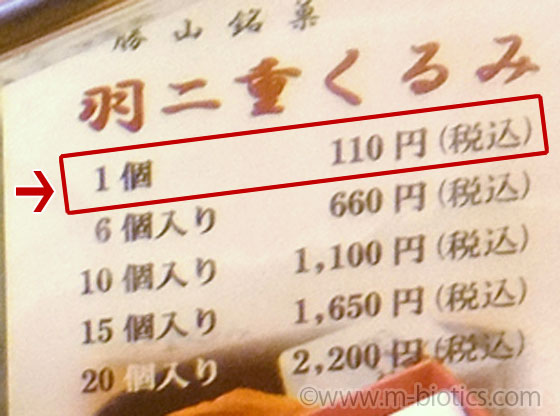 勝山銘菓
羽二重くるみ
1個 110円(税込)
6個入り 660円(税込)
10個入り 1,100円(税込)
15個入り 1,650円(税込)
20個入り 2,200円(税込)
©www.m-biotics.com